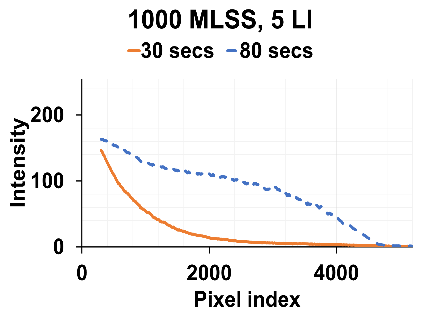 1000 MLSS, 5 LI
30 secs 80 secs
200
100
0
Intensity
0 2000 4000
Pixel index